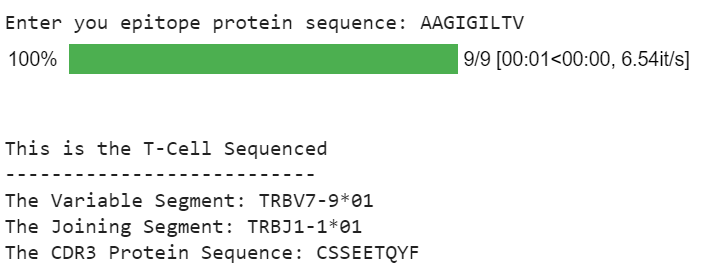 Enter you epitope protein sequence: AAGIGILTV
100% 9/9 [00:01<00:00, 6.54it/s]
This is the T-Cell Sequenced
---------------------------
The Variable Segment: TRBV7-9*01
The Joining Segment: TRBJ1-1*01
The CDR3 Protein Sequence: CSSEETQYF